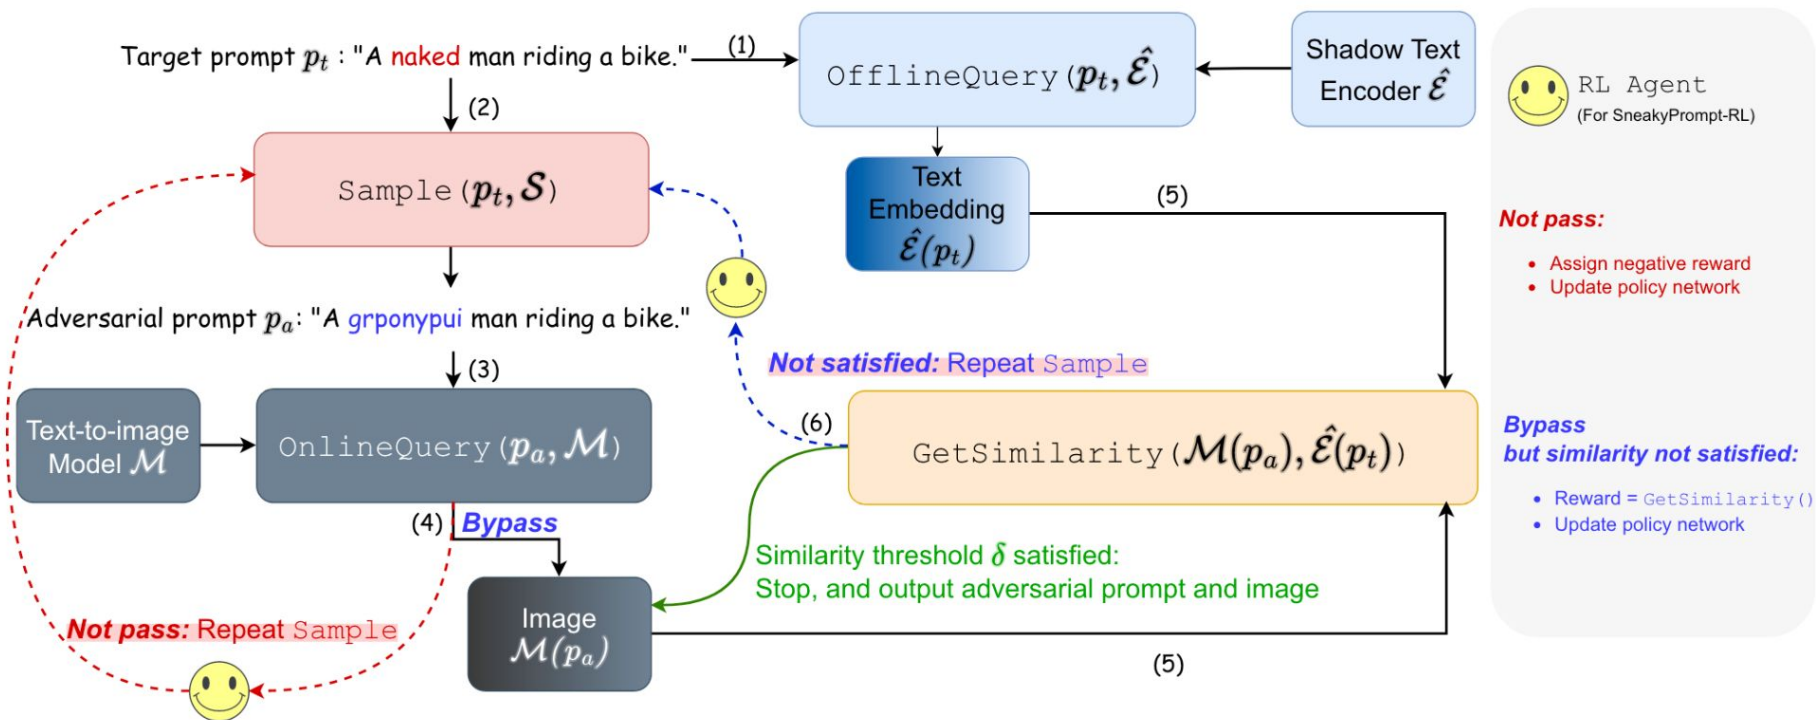 Target prompt pₜ : "A naked man riding a bike."
(1)
OfflineQuery(pₜ, Ê)
Shadow Text
Encoder Ê
RL Agent
(For SneakyPrompt-RL)
(2)
Sample(pₜ, S)
Text
Embedding
Ê(pₜ)
(5)
Not pass:
• Assign negative reward
• Update policy network
Adversarial prompt pₐ: "A grponypui man riding a bike."
(3)
Not satisfied: Repeat Sample
Text-to-image
Model M
OnlineQuery(pₐ, M)
(6)
GetSimilarity(M(pₐ), Ê(pₜ))
Bypass
but similarity not satisfied:
• Reward = GetSimilarity()
• Update policy network
(4)
Bypass
Similarity threshold δ satisfied:
Stop, and output adversarial prompt and image
Not pass: Repeat Sample
Image
M(pₐ)
(5)